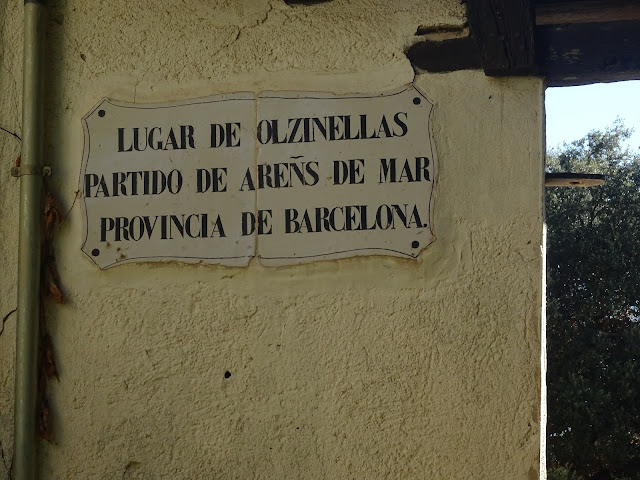 LUGAR DE OLZINELLAS
PARTIDO DE AREÑS DE MAR
PROVINCIA DE BARCELONA.